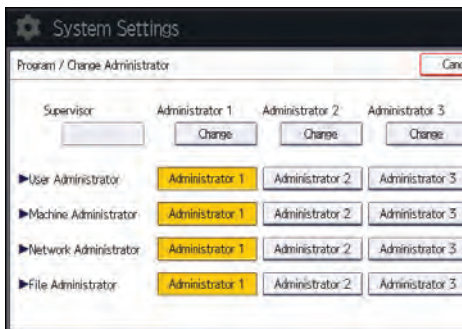 System Settings
Program / Change Administrator Canc
Supervisor Administrator 1 Administrator 2 Administrator 3
Change Change Change
▶User Administrator Administrator 1 Administrator 2 Administrator 3
▶Machine Administrator Administrator 1 Administrator 2 Administrator 3
▶Network Administrator Administrator 1 Administrator 2 Administrator 3
▶File Administrator Administrator 1 Administrator 2 Administrator 3